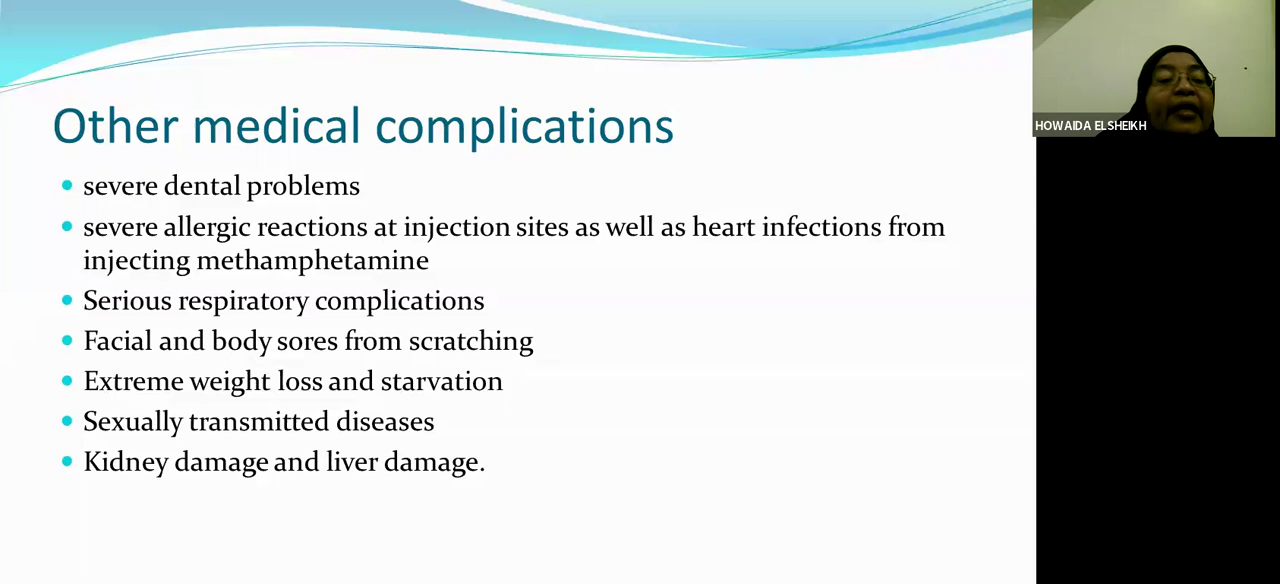 Other medical complications
severe dental problems
severe allergic reactions at injection sites as well as heart infections from
injecting methamphetamine
Serious respiratory complications
Facial and body sores from scratching
Extreme weight loss and starvation
Sexually transmitted diseases
Kidney damage and liver damage.
HOWAIDA ELSHEIKH